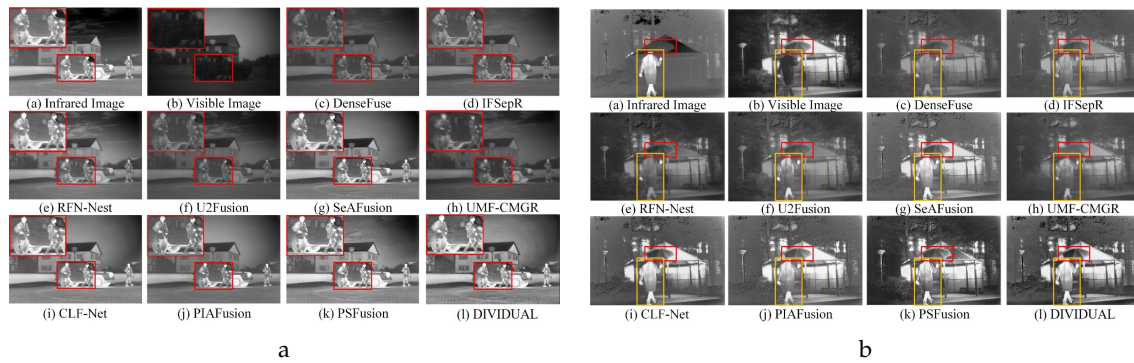 (a) Infrared Image (b) Visible Image (c) DenseFuse (d) IFSepR
(e) RFN-Nest (f) U2Fusion (g) SeAFusion (h) UMF-CMGR
(i) CLF-Net (j) PIAFusion (k) PSFusion (l) DIVIDUAL
a
(a) Infrared Image (b) Visible Image (c) DenseFuse (d) IFSepR
(e) RFN-Nest (f) U2Fusion (g) SeAFusion (h) UMF-CMGR
(i) CLF-Net (j) PIAFusion (k) PSFusion (l) DIVIDUAL
b